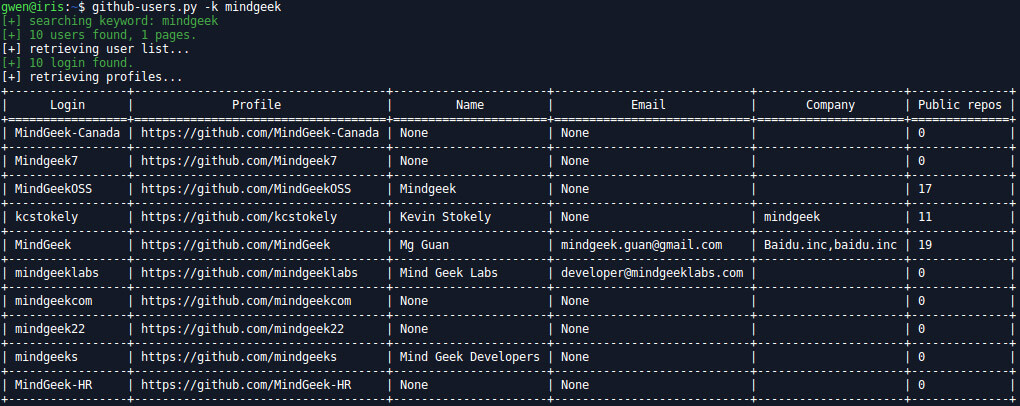 gwen@iris:~$ github-users.py -k mindgeek
[+] searching keyword: mindgeek
[+] 10 users found, 1 pages.
[+] retrieving user list...
[+] 10 login found.
[+] retrieving profiles...
+-----------------+------------------------------------+----------------------+----------------------------+---------------------+--------------+
| Login | Profile | Name | Email | Company | Public repos |
+=================+====================================+======================+============================+=====================+==============+
| MindGeek-Canada | https://github.com/MindGeek-Canada | None | None | | 0 |
| Mindgeek7 | https://github.com/Mindgeek7 | None | None | | 0 |
| MindGeekOSS | https://github.com/MindGeekOSS | Mindgeek | None | | 17 |
| kcstokely | https://github.com/kcstokely | Kevin Stokely | None | mindgeek | 11 |
| MindGeek | https://github.com/MindGeek | Mg Guan | mindgeek.guan@gmail.com | Baidu.inc,baidu.inc | 19 |
| mindgeeklabs | https://github.com/mindgeeklabs | Mind Geek Labs | developer@mindgeeklabs.com | | 0 |
| mindgeekcom | https://github.com/mindgeekcom | None | None | | 0 |
| mindgeek22 | https://github.com/mindgeek22 | None | None | | 0 |
| mindgeeks | https://github.com/mindgeeks | Mind Geek Developers | None | | 0 |
| MindGeek-HR | https://github.com/MindGeek-HR | None | None | | 0 |